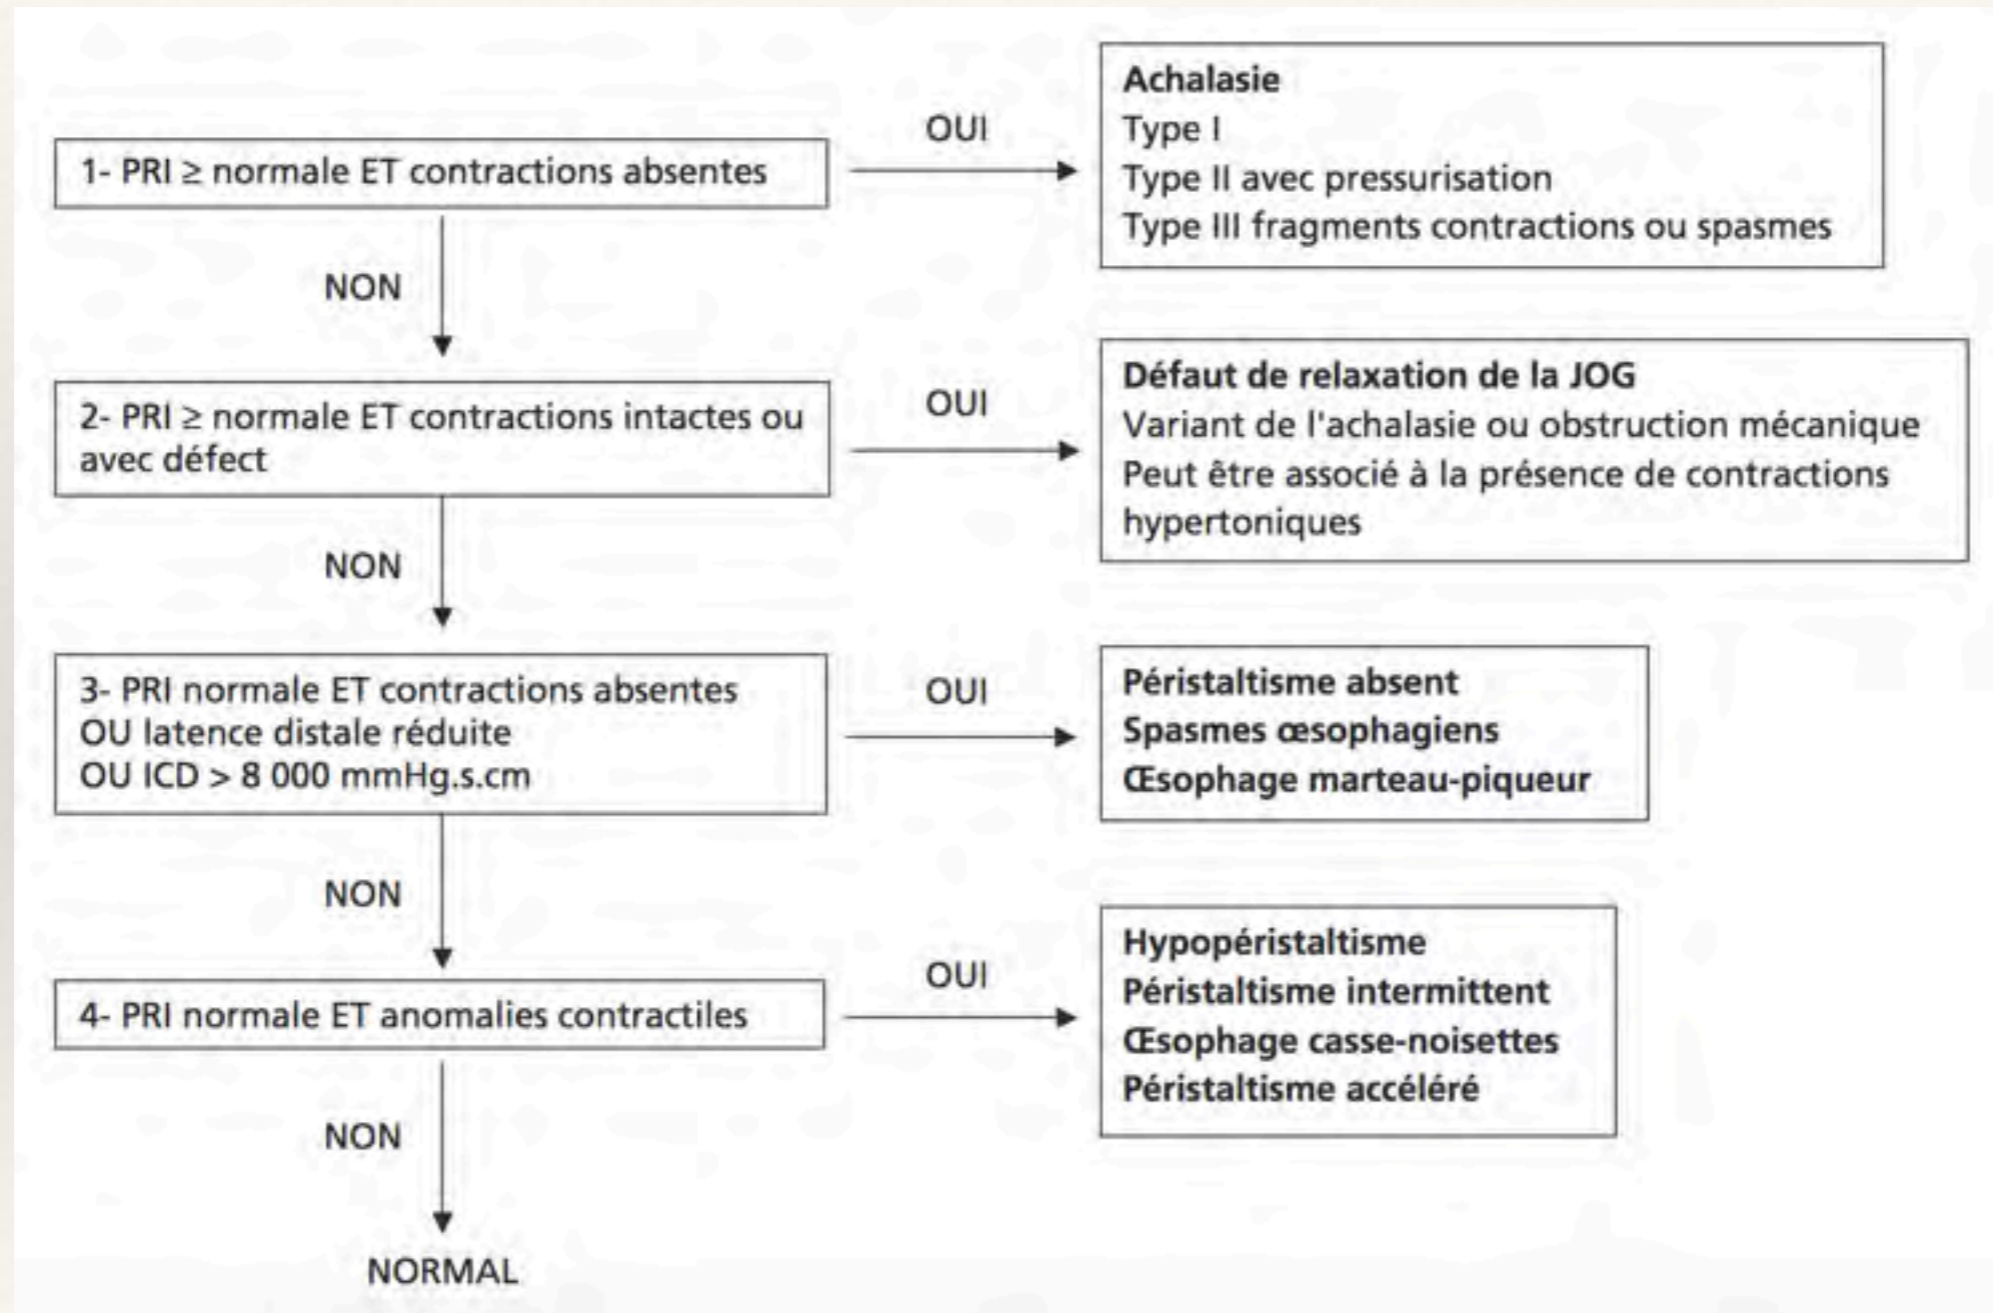 1- PRI ≥ normale ET contractions absentes
OUI
Achalasie
Type I
Type II avec pressurisation
Type III fragments contractions ou spasmes
NON
2- PRI ≥ normale ET contractions intactes ou
avec défect
OUI
Défaut de relaxation de la JOG
Variant de l'achalasie ou obstruction mécanique
Peut être associé à la présence de contractions
hypertoniques
NON
3- PRI normale ET contractions absentes
OU latence distale réduite
OU ICD > 8 000 mmHg.s.cm
OUI
Péristaltisme absent
Spasmes œsophagiens
Œsophage marteau-piqueur
NON
4- PRI normale ET anomalies contractiles
OUI
Hypopéristaltisme
Péristaltisme intermittent
Œsophage casse-noisettes
Péristaltisme accéléré
NON
NORMAL